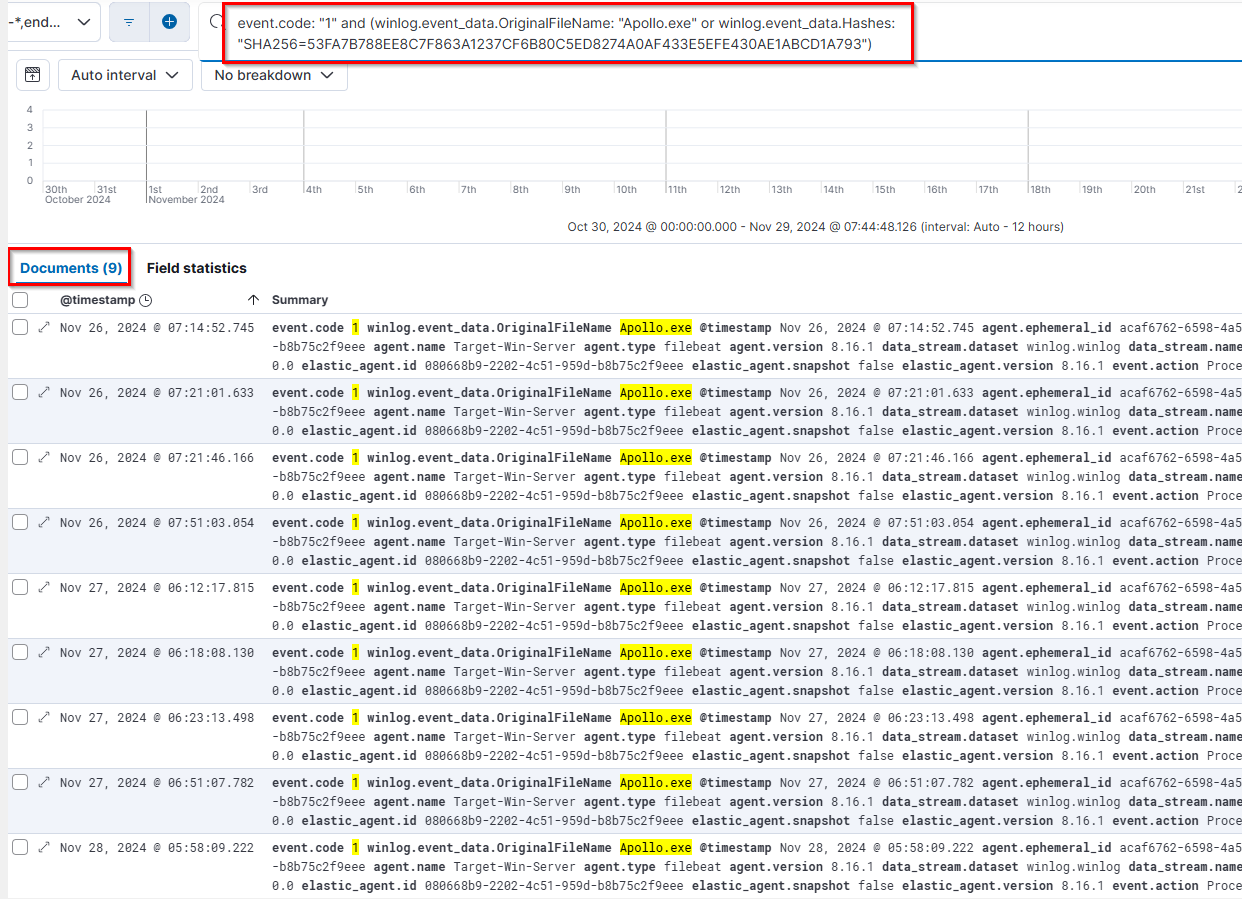 -*,end...
event.code: "1" and (winlog.event_data.OriginalFileName: "Apollo.exe" or winlog.event_data.Hashes:
"SHA256=53FA7B788EE8C7F863A1237CF6B80C5ED8274A0AF433E5EFE430AE1ABCD1A793")
Auto interval No breakdown
4
3
2
1
0
30th 31st 1st 2nd 3rd 4th 5th 6th 7th 8th 9th 10th 11th 12th 13th 14th 15th 16th 17th 18th 19th 20th 21st 2
October 2024 November 2024
Oct 30, 2024 @ 00:00:00.000 - Nov 29, 2024 @ 07:44:48.126 (interval: Auto - 12 hours)
Documents (9) Field statistics
@timestamp Summary
Nov 26, 2024 @ 07:14:52.745 event.code 1 winlog.event_data.OriginalFileName Apollo.exe @timestamp Nov 26, 2024 @ 07:14:52.745 agent.ephemeral_id acaf6762-6598-4a5
-b8b75c2f9eee agent.name Target-Win-Server agent.type filebeat agent.version 8.16.1 data_stream.dataset winlog.winlog data_stream.name
0.0 elastic_agent.id 080668b9-2202-4c51-959d-b8b75c2f9eee elastic_agent.snapshot false elastic_agent.version 8.16.1 event.action Proce
Nov 26, 2024 @ 07:21:01.633 event.code 1 winlog.event_data.OriginalFileName Apollo.exe @timestamp Nov 26, 2024 @ 07:21:01.633 agent.ephemeral_id acaf6762-6598-4a5
-b8b75c2f9eee agent.name Target-Win-Server agent.type filebeat agent.version 8.16.1 data_stream.dataset winlog.winlog data_stream.name
0.0 elastic_agent.id 080668b9-2202-4c51-959d-b8b75c2f9eee elastic_agent.snapshot false elastic_agent.version 8.16.1 event.action Proce
Nov 26, 2024 @ 07:21:46.166 event.code 1 winlog.event_data.OriginalFileName Apollo.exe @timestamp Nov 26, 2024 @ 07:21:46.166 agent.ephemeral_id acaf6762-6598-4a5
-b8b75c2f9eee agent.name Target-Win-Server agent.type filebeat agent.version 8.16.1 data_stream.dataset winlog.winlog data_stream.name
0.0 elastic_agent.id 080668b9-2202-4c51-959d-b8b75c2f9eee elastic_agent.snapshot false elastic_agent.version 8.16.1 event.action Proce
Nov 26, 2024 @ 07:51:03.054 event.code 1 winlog.event_data.OriginalFileName Apollo.exe @timestamp Nov 26, 2024 @ 07:51:03.054 agent.ephemeral_id acaf6762-6598-4a5
-b8b75c2f9eee agent.name Target-Win-Server agent.type filebeat agent.version 8.16.1 data_stream.dataset winlog.winlog data_stream.name
0.0 elastic_agent.id 080668b9-2202-4c51-959d-b8b75c2f9eee elastic_agent.snapshot false elastic_agent.version 8.16.1 event.action Proce
Nov 27, 2024 @ 06:12:17.815 event.code 1 winlog.event_data.OriginalFileName Apollo.exe @timestamp Nov 27, 2024 @ 06:12:17.815 agent.ephemeral_id acaf6762-6598-4a5
-b8b75c2f9eee agent.name Target-Win-Server agent.type filebeat agent.version 8.16.1 data_stream.dataset winlog.winlog data_stream.name
0.0 elastic_agent.id 080668b9-2202-4c51-959d-b8b75c2f9eee elastic_agent.snapshot false elastic_agent.version 8.16.1 event.action Proce
Nov 27, 2024 @ 06:18:08.130 event.code 1 winlog.event_data.OriginalFileName Apollo.exe @timestamp Nov 27, 2024 @ 06:18:08.130 agent.ephemeral_id acaf6762-6598-4a5
-b8b75c2f9eee agent.name Target-Win-Server agent.type filebeat agent.version 8.16.1 data_stream.dataset winlog.winlog data_stream.name
0.0 elastic_agent.id 080668b9-2202-4c51-959d-b8b75c2f9eee elastic_agent.snapshot false elastic_agent.version 8.16.1 event.action Proce
Nov 27, 2024 @ 06:23:13.498 event.code 1 winlog.event_data.OriginalFileName Apollo.exe @timestamp Nov 27, 2024 @ 06:23:13.498 agent.ephemeral_id acaf6762-6598-4a5
-b8b75c2f9eee agent.name Target-Win-Server agent.type filebeat agent.version 8.16.1 data_stream.dataset winlog.winlog data_stream.name
0.0 elastic_agent.id 080668b9-2202-4c51-959d-b8b75c2f9eee elastic_agent.snapshot false elastic_agent.version 8.16.1 event.action Proce
Nov 27, 2024 @ 06:51:07.782 event.code 1 winlog.event_data.OriginalFileName Apollo.exe @timestamp Nov 27, 2024 @ 06:51:07.782 agent.ephemeral_id acaf6762-6598-4a5
-b8b75c2f9eee agent.name Target-Win-Server agent.type filebeat agent.version 8.16.1 data_stream.dataset winlog.winlog data_stream.name
0.0 elastic_agent.id 080668b9-2202-4c51-959d-b8b75c2f9eee elastic_agent.snapshot false elastic_agent.version 8.16.1 event.action Proce
Nov 28, 2024 @ 05:58:09.222 event.code 1 winlog.event_data.OriginalFileName Apollo.exe @timestamp Nov 28, 2024 @ 05:58:09.222 agent.ephemeral_id acaf6762-6598-4a5
-b8b75c2f9eee agent.name Target-Win-Server agent.type filebeat agent.version 8.16.1 data_stream.dataset winlog.winlog data_stream.name
0.0 elastic_agent.id 080668b9-2202-4c51-959d-b8b75c2f9eee elastic_agent.snapshot false elastic_agent.version 8.16.1 event.action Proce